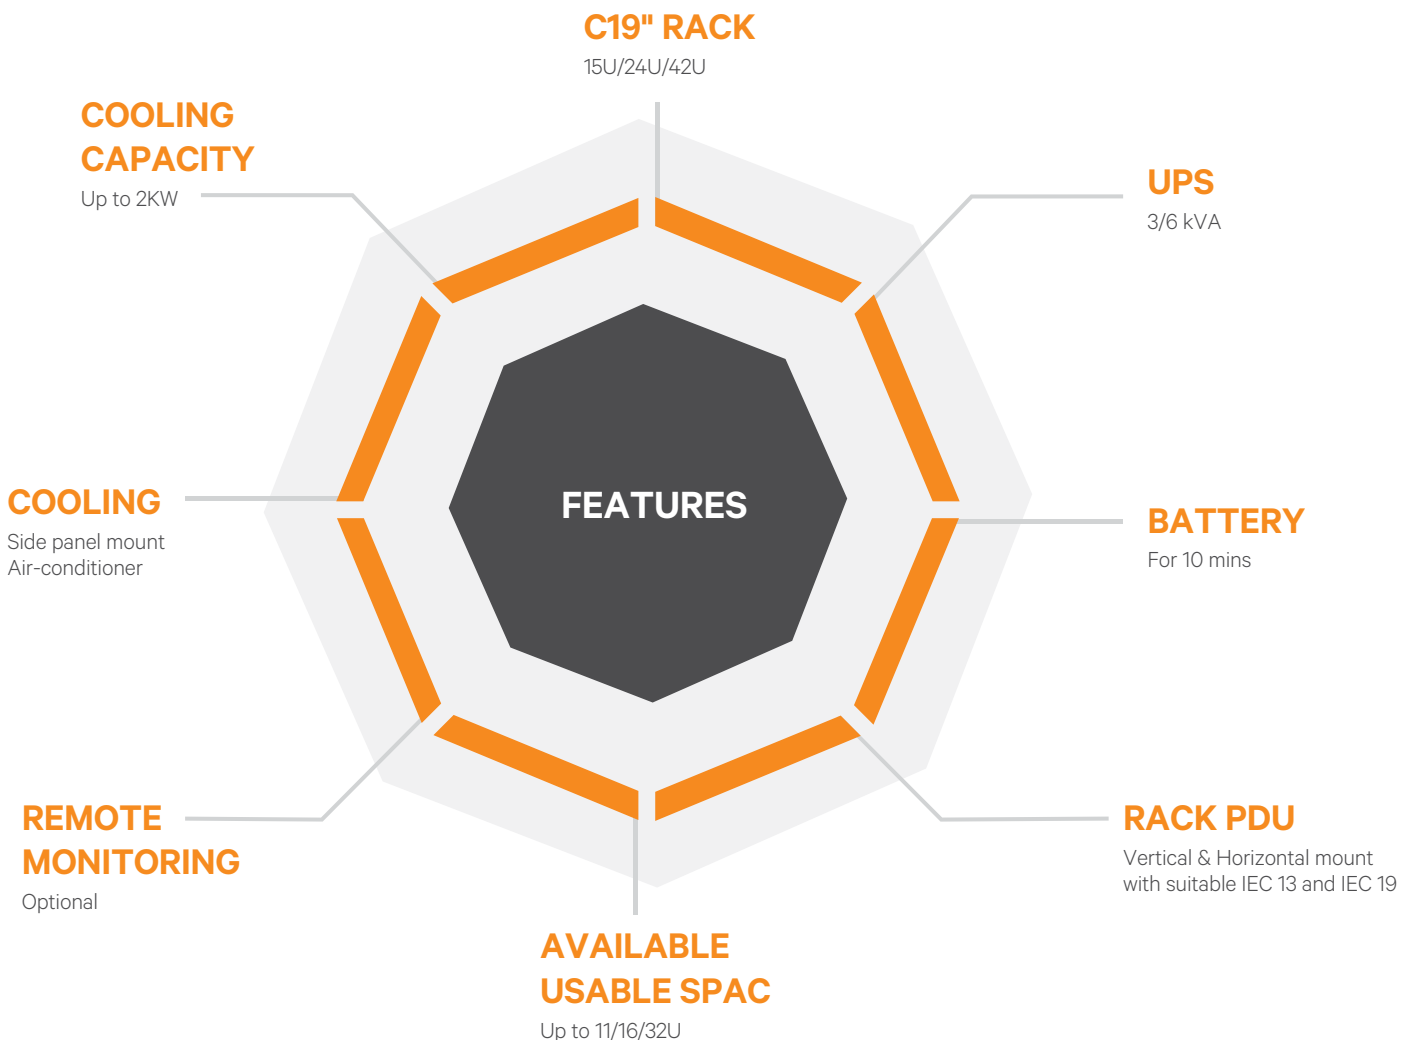 C19" RACK
15U/24U/42U
COOLING
CAPACITY
Up to 2KW
UPS
3/6 kVA
FEATURES
COOLING
Side panel mount
Air-conditioner
BATTERY
For 10 mins
REMOTE
MONITORING
Optional
RACK PDU
Vertical & Horizontal mount
with suitable IEC 13 and IEC 19
AVAILABLE
USABLE SPAC
Up to 11/16/32U